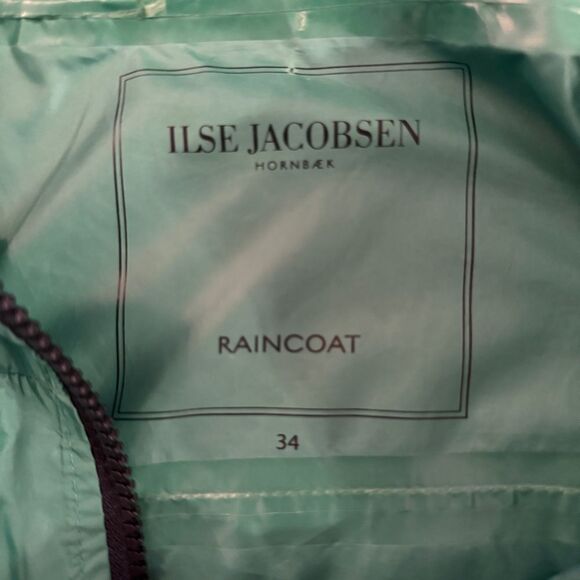 ILSE JACOBSEN
HORNBÆK
RAINCOAT
34